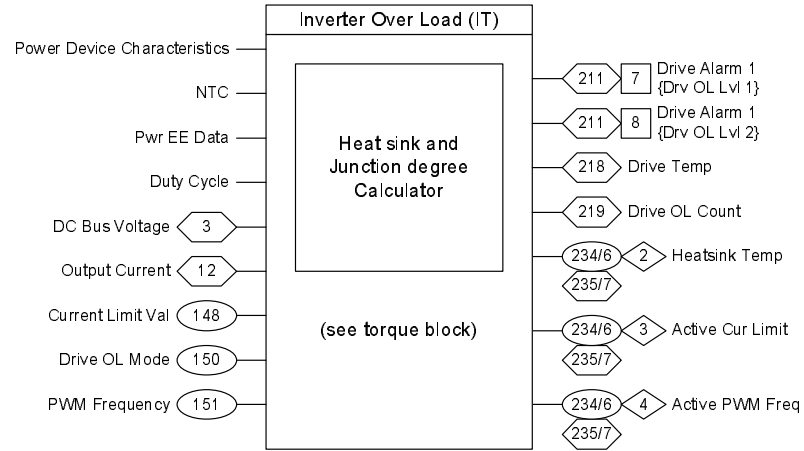 Inverter Over Load (IT)
Power Device Characteristics
NTC
Pwr EE Data
Duty Cycle
DC Bus Voltage 3
Output Current 12
Current Limit Val 148
Drive OL Mode 150
PWM Frequency 151
Heat sink and
Junction degree
Calculator
(see torque block)
211 7 Drive Alarm 1
{Drv OL Lvl 1}
211 8 Drive Alarm 1
{Drv OL Lvl 2}
218 Drive Temp
219 Drive OL Count
234/6 2 Heatsink Temp
235/7
234/6 3 Active Cur Limit
235/7
234/6 4 Active PWM Freq
235/7